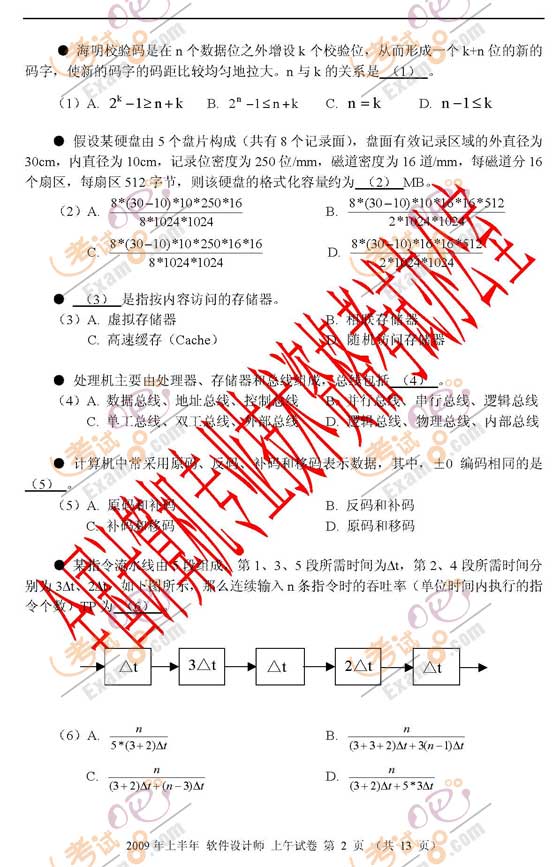 ● 海明校验码是在 n 个数据位之外增设 k 个校验位，从而形成一个 k+n 位的新的
码字，使新的码字的码距比较均匀地拉大。n 与 k 的关系是 （1） 。
（1）A. 2^k −1≥n + k B. 2^n −1≤n + k C. n = k D. n −1≤k
● 假设某硬盘由 5 个盘片构成（共有 8 个记录面），盘面有效记录区域的外直径为
30cm，内直径为 10cm，记录位密度为 250 位/mm，磁道密度为 16 道/mm，每磁道分 16
个扇区，每扇区 512 字节，则该硬盘的格式化容量约为 （2） MB。
（2）A. 8*(30−10)*10*250*16 / 8*1024*1024 B. 8*(30−10)*10*16*16*512 / 2*1024*1024
C. 8*(30−10)*10*250*16*16 / 8*1024*1024 D. 8*(30−10)*16*16*512 / 2*1024*1024
● （3） 是指按内容访问的存储器。
（3）A. 虚拟存储器 B. 相联存储器
C. 高速缓存（Cache） D. 随机访问存储器
● 处理机主要由处理器、存储器和总线组成，总线包括 （4） 。
（4）A. 数据总线、地址总线、控制总线 B. 并行总线、串行总线、逻辑总线
C. 单工总线、双工总线、外部总线 D. 逻辑总线、物理总线、内部总线
● 计算机中常采用原码、反码、补码和移码表示数据，其中，±0 编码相同的是
（5） 。
（5）A. 原码和补码 B. 反码和补码
C. 补码和移码 D. 原码和移码
● 某指令流水线由 5 段组成，第 1、3、5 段所需时间为Δt，第 2、4 段所需时间分
别为 3Δt、2Δt，如下图所示，那么连续输入 n 条指令时的吞吐率（单位时间内执行的指
令个数）TP 为 （6） 。
△t 3△t △t 2△t △t
（6）A. n / 5*(3+2)Δt B. n / (3+3+2)Δt+3(n−1)Δt
C. n / (3+2)Δt+(n−3)Δt D. n / (3+2)Δt+5*3Δt
2009 年上半年 软件设计师 上午试卷 第 2 页 （共 13 页）
考试
Exam8.com